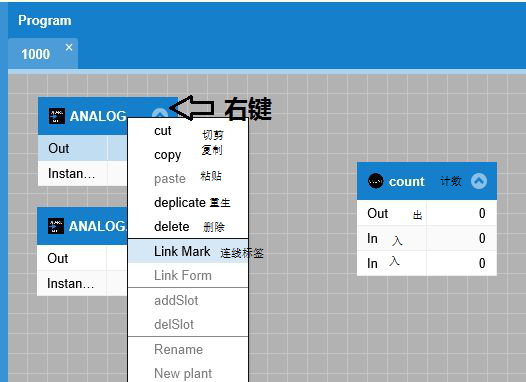 Program
1000 ×
ANALOG
右键
Out
Instan...
ANALOG.
Out
Instan...
cut 切剪
copy 复制
paste 粘贴
deplicate 重生
delete 删除
Link Mark 连线标签
Link Form
addSlot
delSlot
Rename
New plant
count 计数
Out 出 0
In 入 0
In 入 0